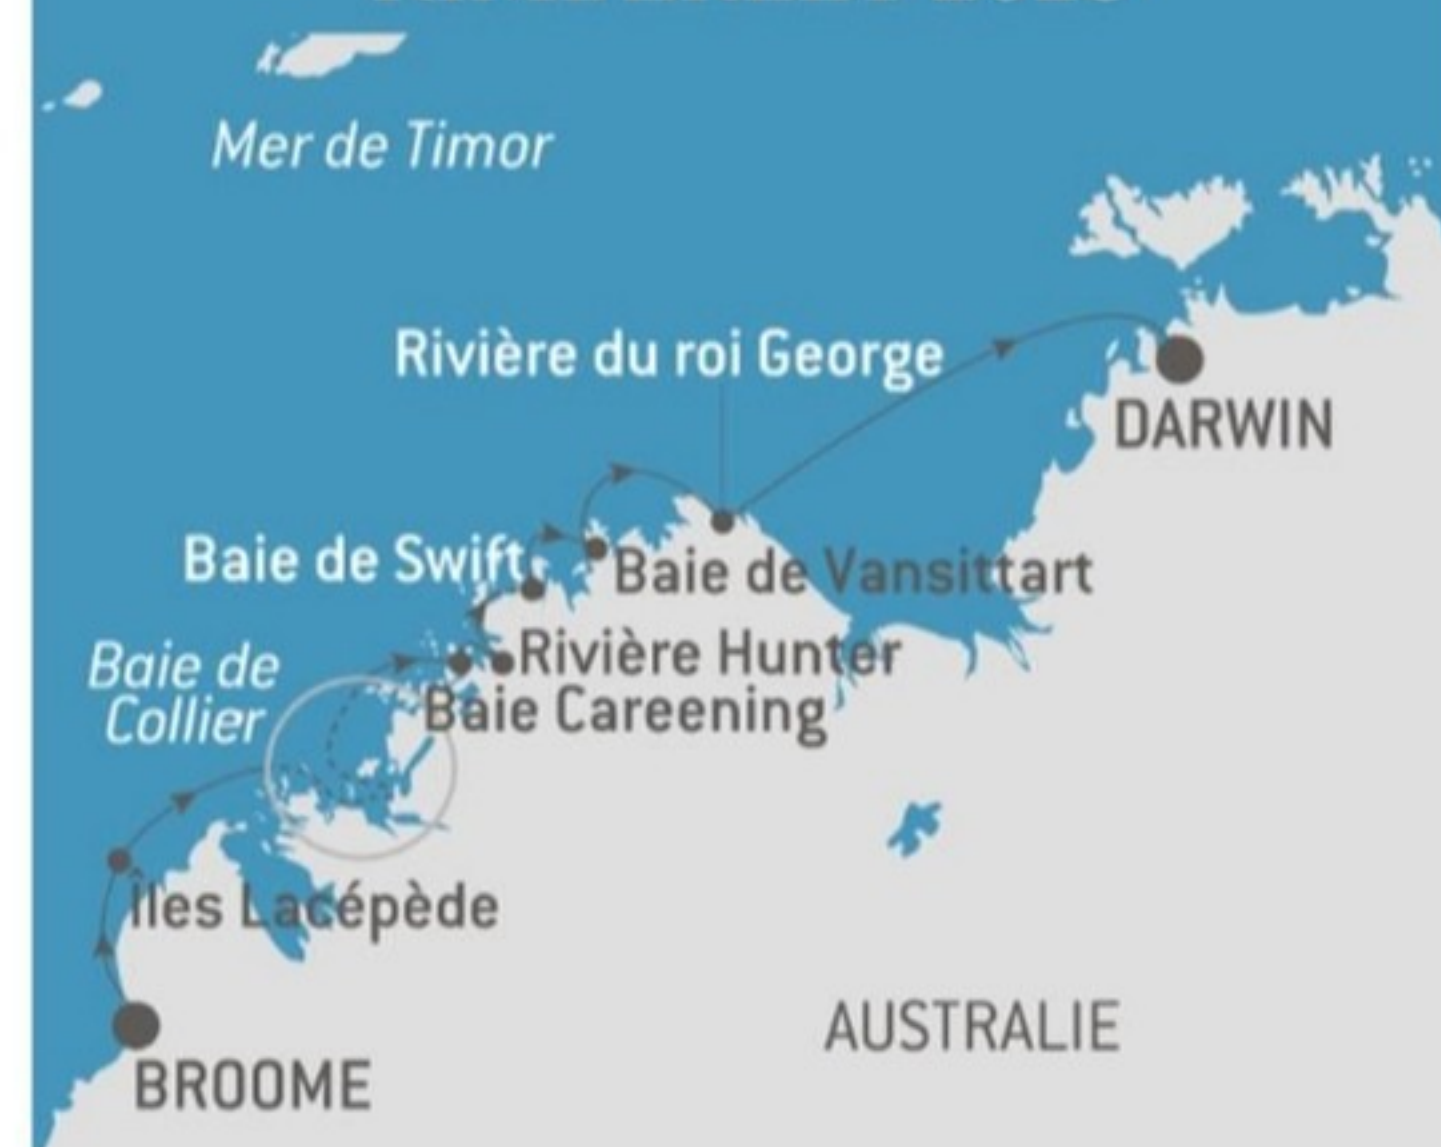 Mer de Timor
Rivière du roi George
DARWIN
Baie de Swift
Baie de Vansittart
Rivière Hunter
Baie de
Collier
Baie Careening
Îles Lacépède
AUSTRALIE
BROOME